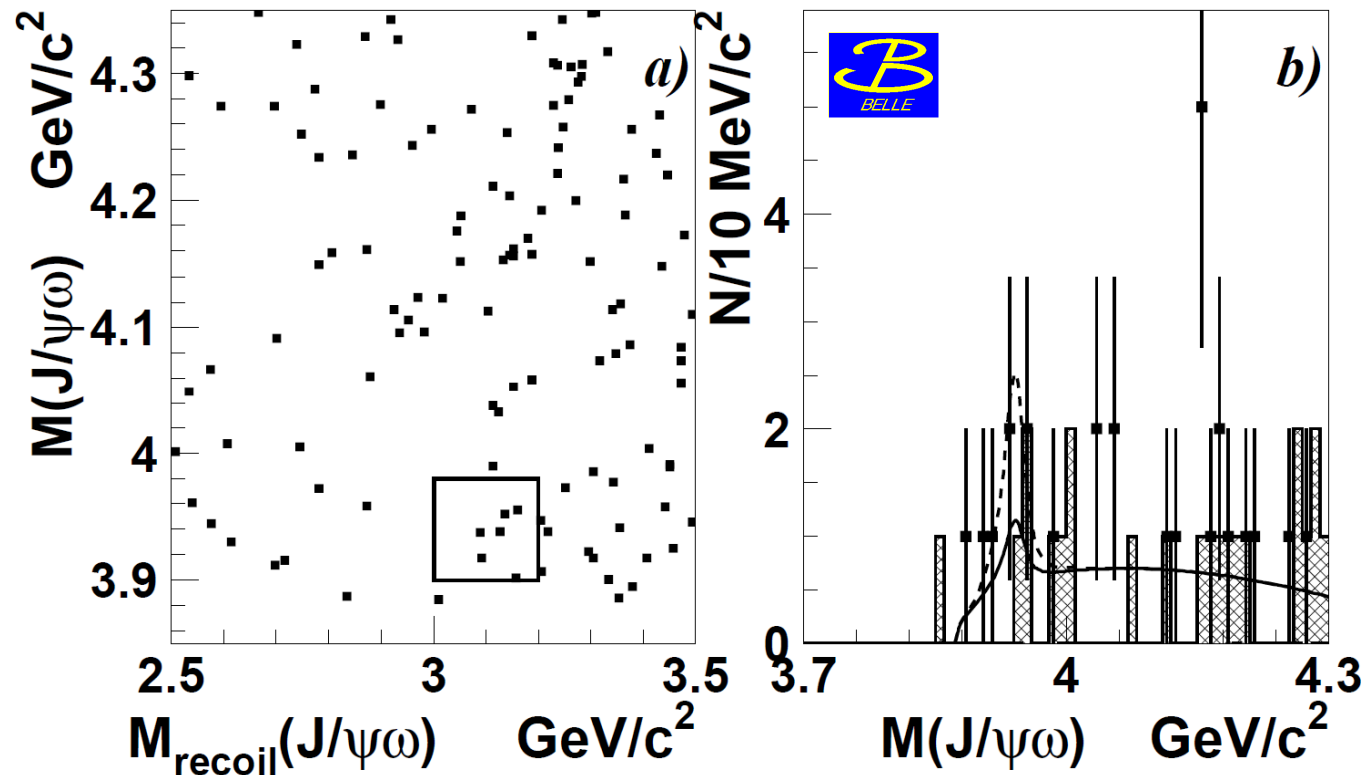 M(J/ψω) GeV/c²
4.3
4.2
4.1
4
3.9
2.5 3 3.5
M_recoil(J/ψω) GeV/c²
a)
N/10 MeV/c²
4
2
0
3.7 4 4.3
M(J/ψω) GeV/c²
BELLE
b)